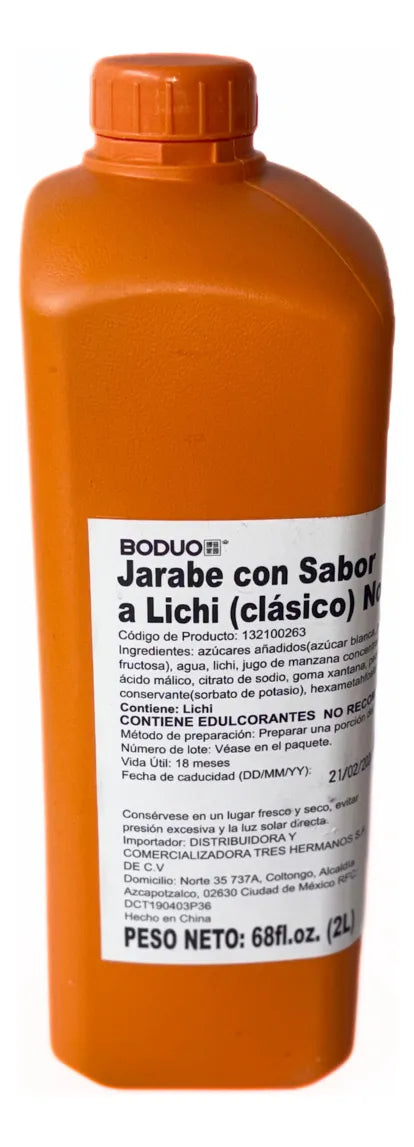 BODUO
Jarabe con Sabor
a Lichi (clásico)
Código de Producto: 132100263
Ingredientes: azúcares añadidos(azúcar blanca,
fructosa), agua, lichi, jugo de manzana
ácido málico, citrato de sodio, goma xantana,
conservante(sorbato de potasio),
Contiene: Lichi
CONTIENE EDULCORANTES NO
Método de preparación: Preparar una porción
Número de lote: Véase en el paquete.
Vida Útil: 18 meses
Fecha de caducidad (DD/MM/YY): 21/02/
Consérvese en un lugar fresco y seco, evitar
presión excesiva y la luz solar directa.
Importador: DISTRIBUIDORA Y
COMERCIALIZADORA TRES HERMANOS S.A.
DE C.V
Domicilio: Norte 35 737A, Coltongo, Alcaldía
Azcapotzalco, 02630 Ciudad de México RFC:
DCT190403P36
Hecho en China
PESO NETO: 68fl.oz. (2L)